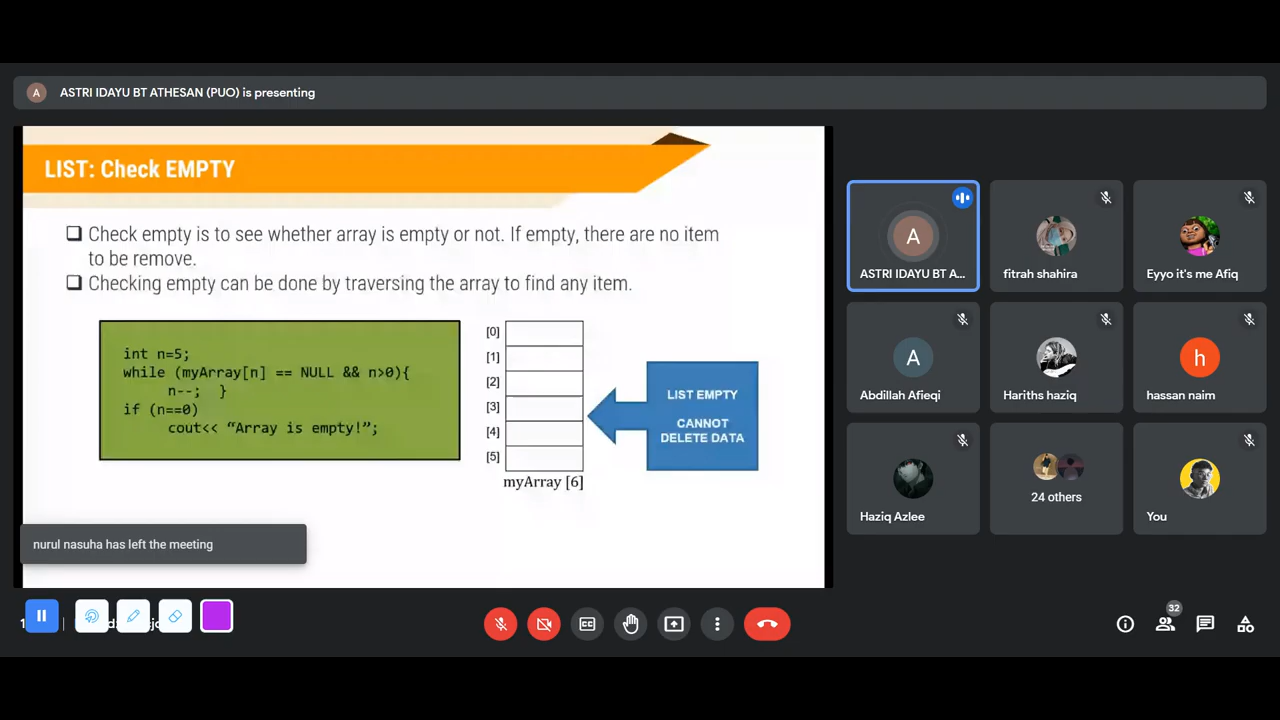 A ASTRI IDAYU BT ATHESAN (PUO) is presenting
LIST: Check EMPTY
❑ Check empty is to see whether array is empty or not. If empty, there are no item
to be remove.
❑ Checking empty can be done by traversing the array to find any item.
int n=5;
while (myArray[n] == NULL && n>0){
n--; }
if (n==0)
cout<< “Array is empty!”;
[0]
[1]
[2]
[3]
[4]
[5]
myArray [6]
LIST EMPTY
CANNOT
DELETE DATA
nurul nasuha has left the meeting
A
ASTRI IDAYU BT A...
fitrah shahira
Eyyo it's me Afiq
A
Abdillah Afieqi
Hariths haziq
h
hassan naim
Haziq Azlee
24 others
You
CC
32